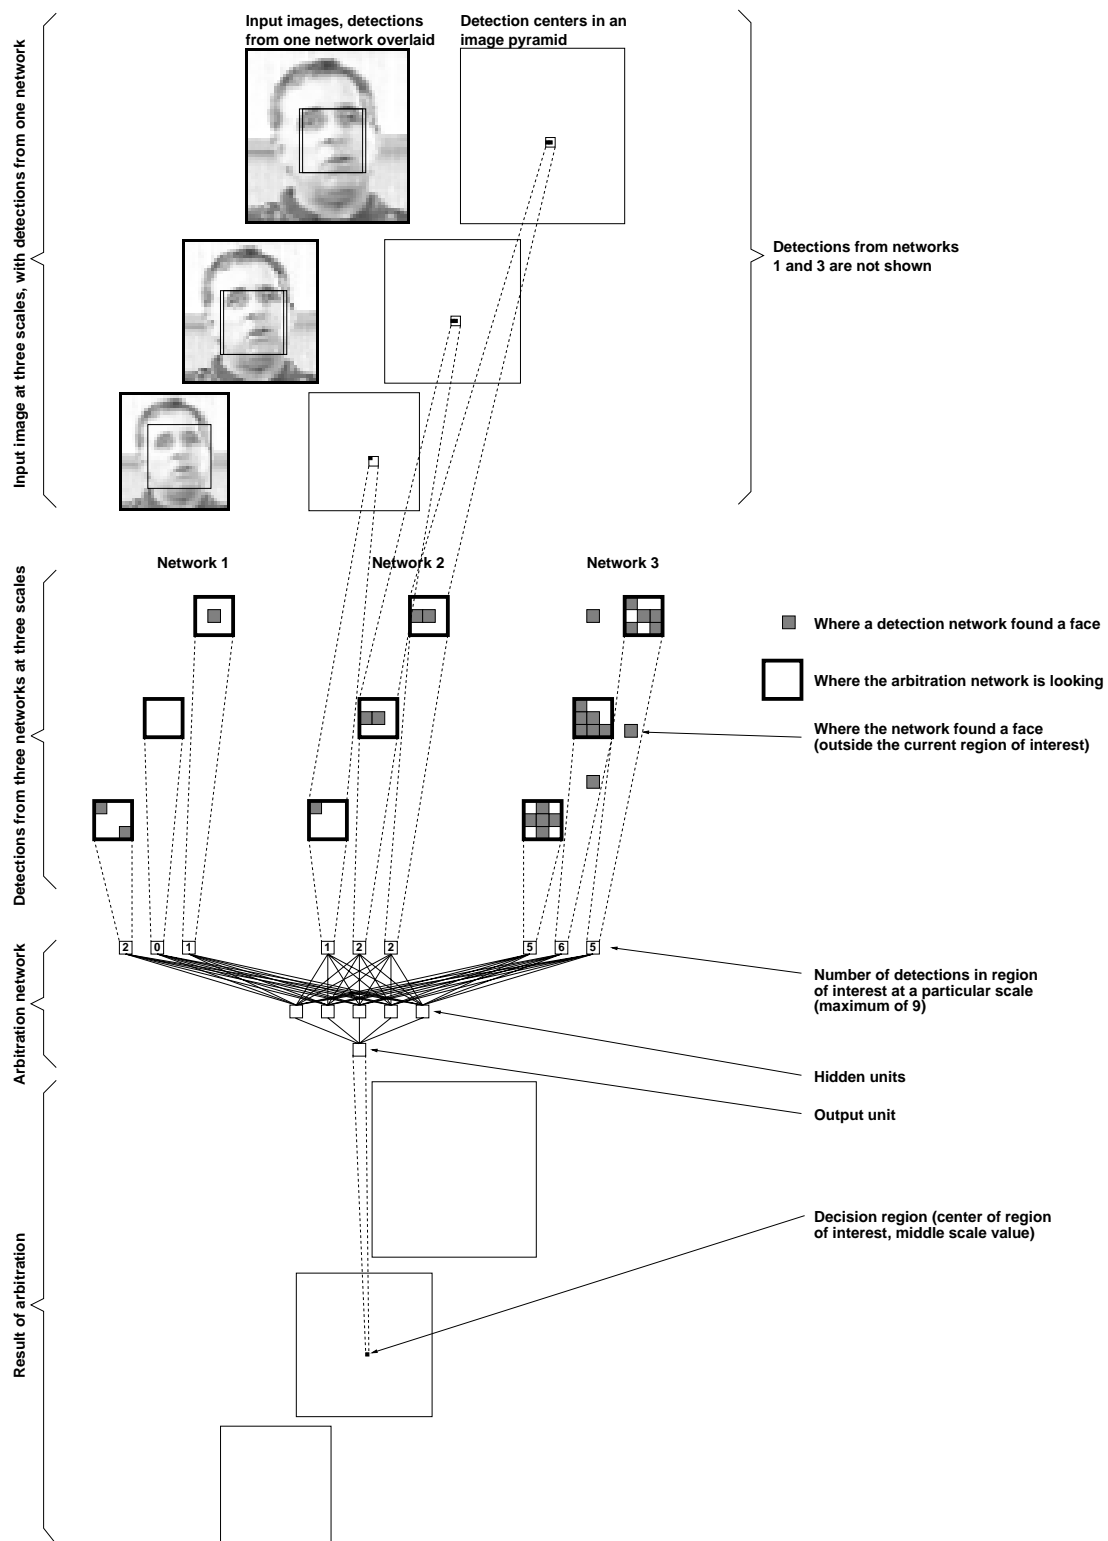 Input images, detections
from one network overlaid
Detection centers in an
image pyramid
Input image at three scales, with detections from one network
Detections from networks
1 and 3 are not shown
Network 1
Network 2
Network 3
Detections from three networks at three scales
Where a detection network found a face
Where the arbitration network is looking
Where the network found a face
(outside the current region of interest)
2 0 1 1 2 2 5 6 5
Arbitration network
Number of detections in region
of interest at a particular scale
(maximum of 9)
Hidden units
Output unit
Result of arbitration
Decision region (center of region
of interest, middle scale value)